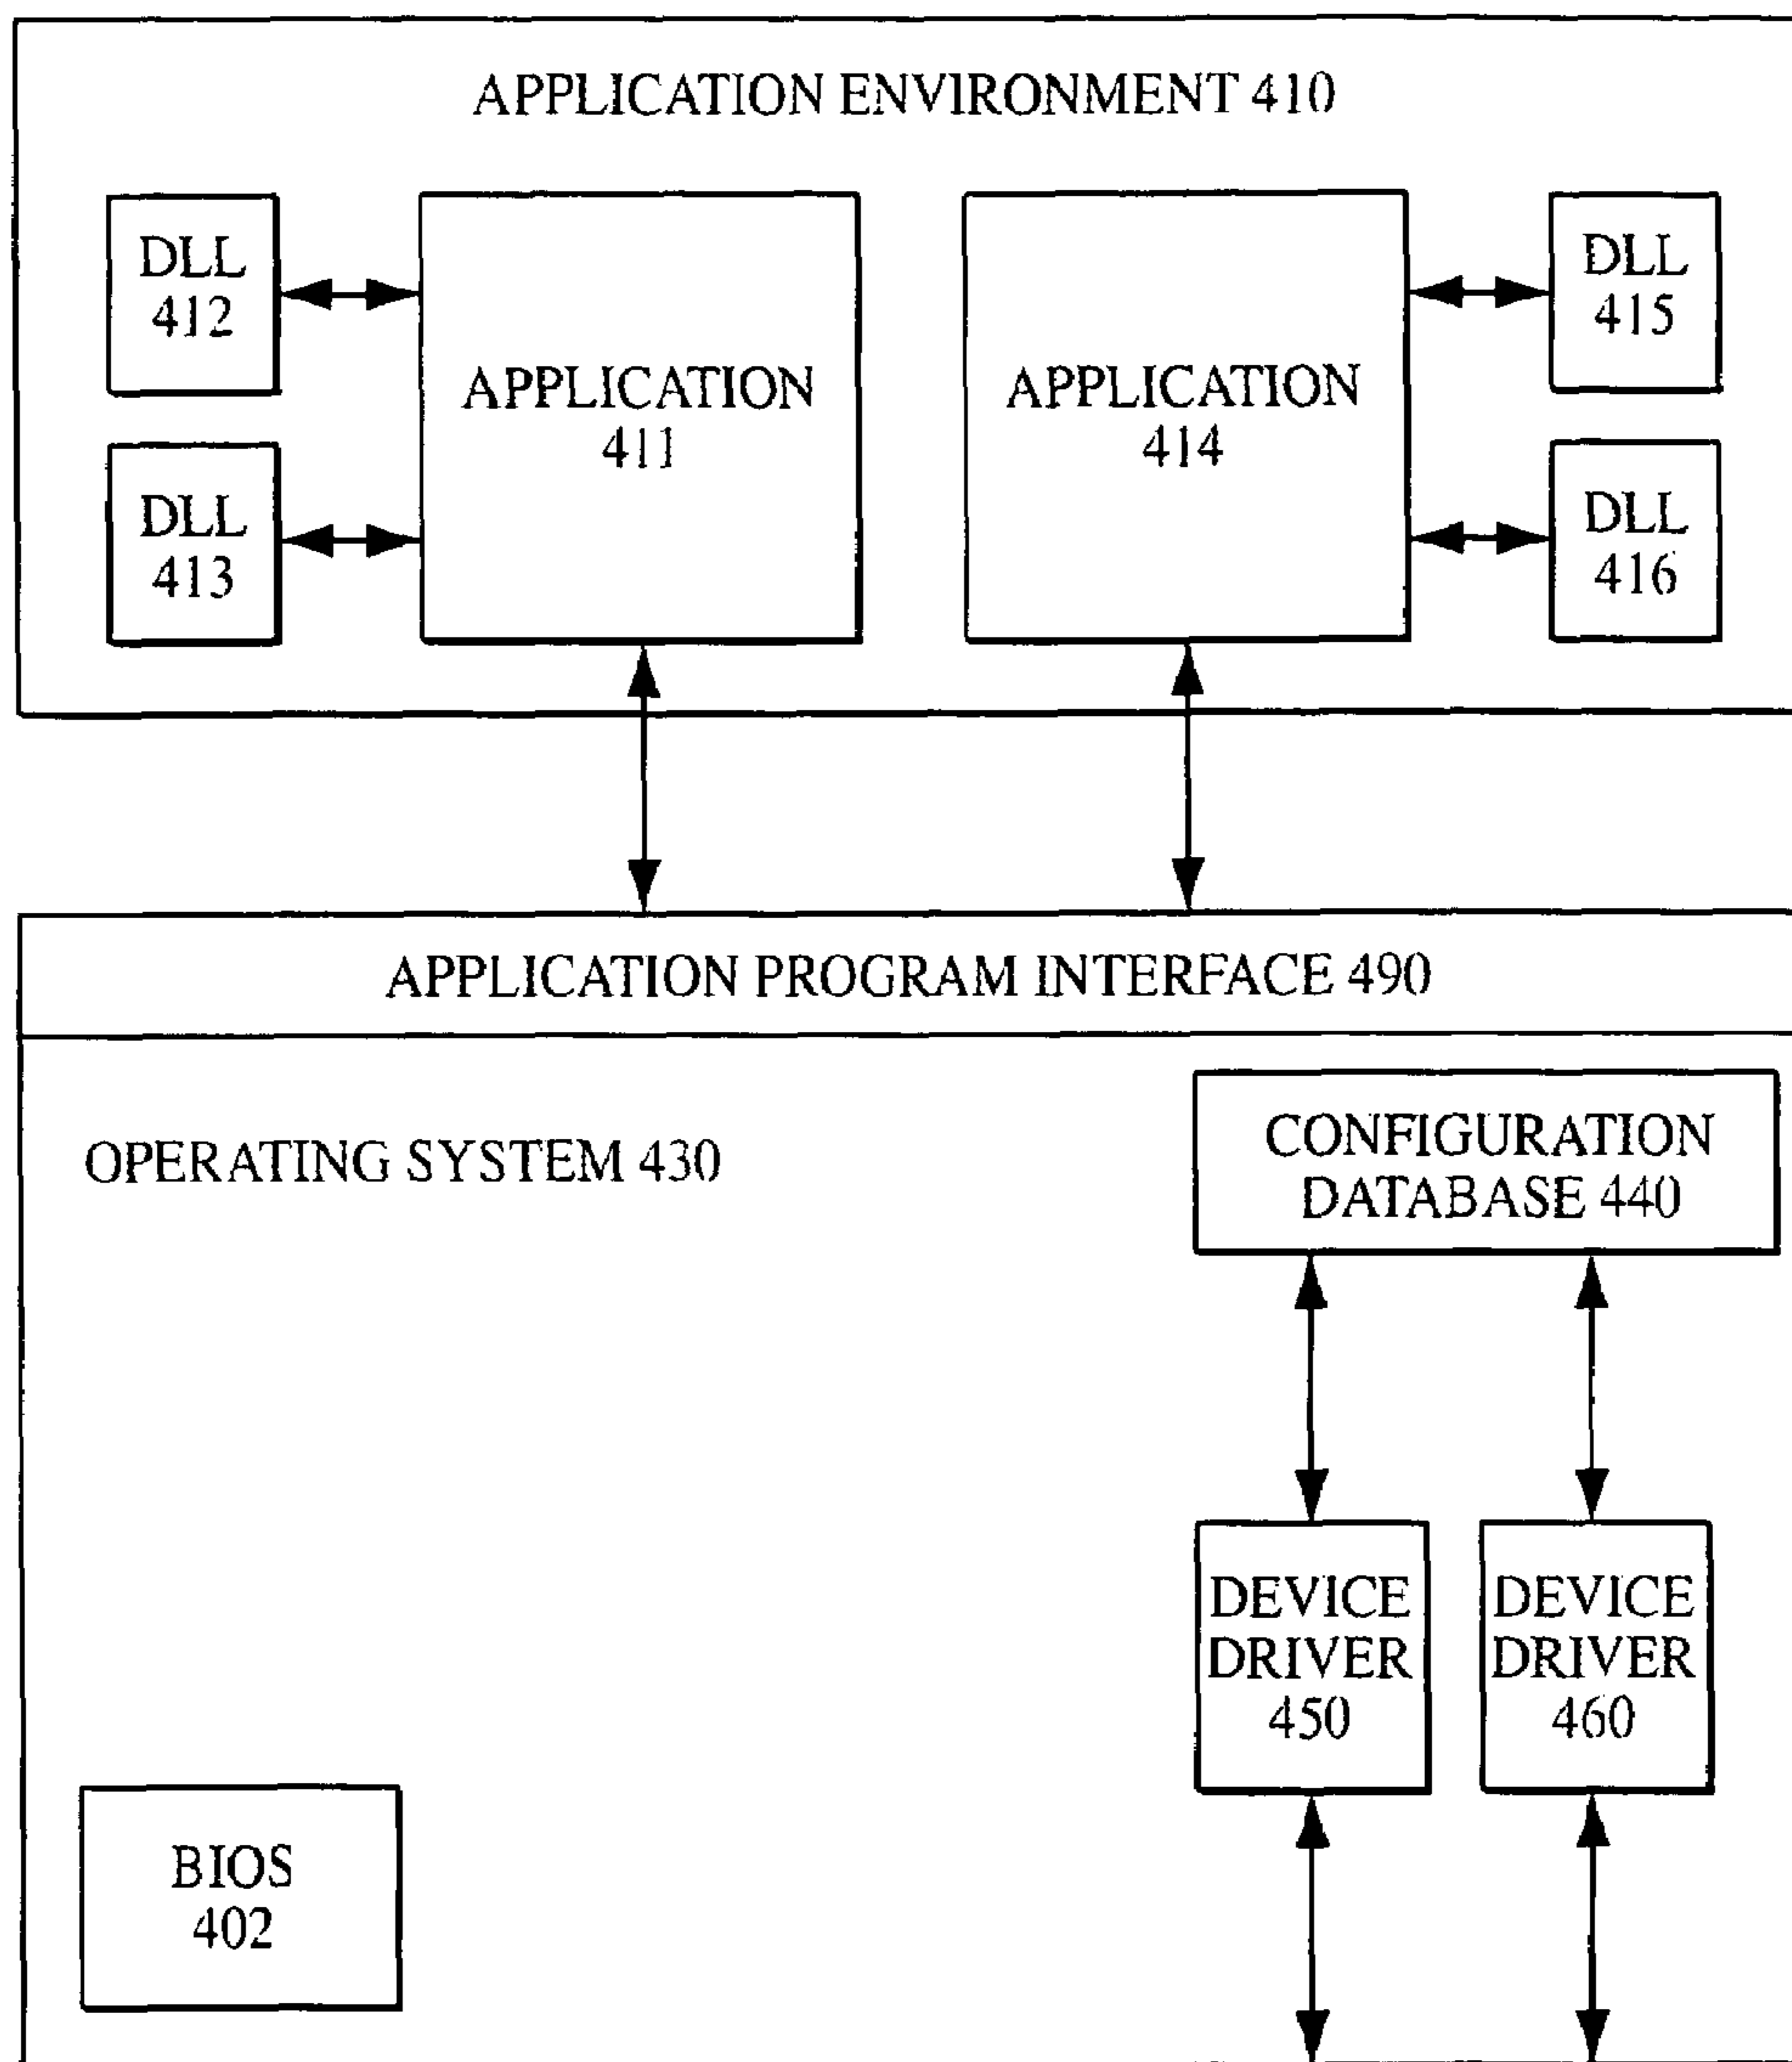 APPLICATION ENVIRONMENT 410
DLL
412
APPLICATION
411
DLL
413
APPLICATION
414
DLL
415
DLL
416
APPLICATION PROGRAM INTERFACE 490
OPERATING SYSTEM 430
CONFIGURATION
DATABASE 440
DEVICE
DRIVER
450
DEVICE
DRIVER
460
BIOS
402